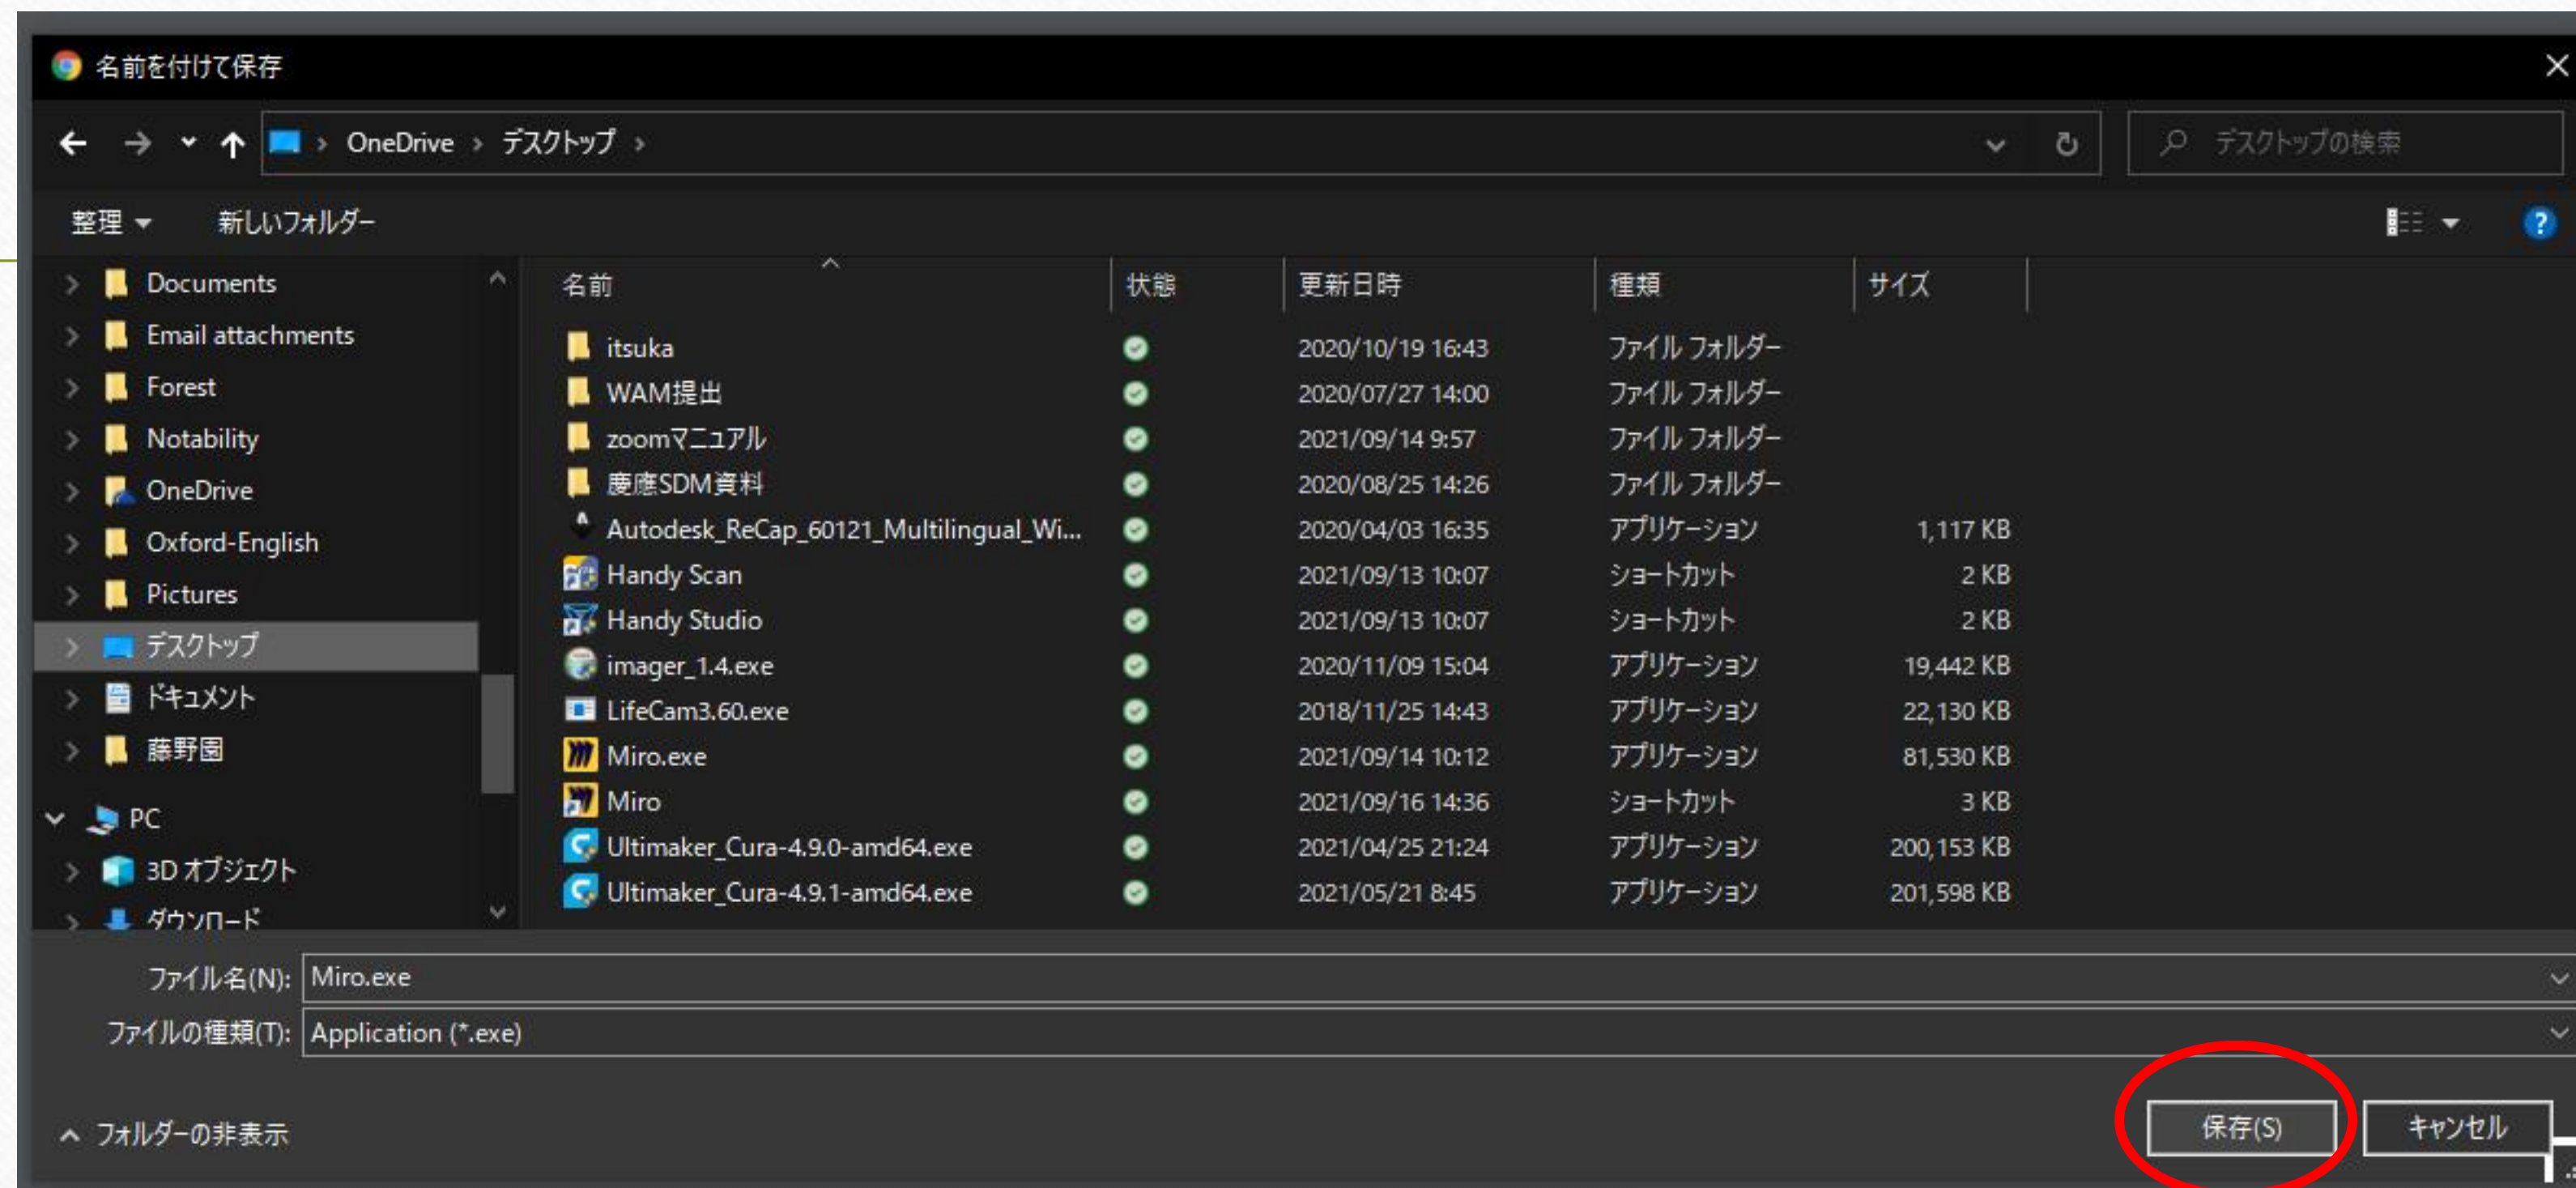 名前を付けて保存
OneDrive デスクトップ
デスクトップの検索
整理 新しいフォルダー
Documents
Email attachments
Forest
Notability
OneDrive
Oxford-English
Pictures
デスクトップ
ドキュメント
藤野園
PC
3D オブジェクト
ダウンロード
名前 状態 更新日時 種類 サイズ
itsuka 2020/10/19 16:43 ファイル フォルダー
WAM提出 2020/07/27 14:00 ファイル フォルダー
zoomマニュアル 2021/09/14 9:57 ファイル フォルダー
慶應SDM資料 2020/08/25 14:26 ファイル フォルダー
Autodesk_ReCap_60121_Multilingual_Wi... 2020/04/03 16:35 アプリケーション 1,117 KB
Handy Scan 2021/09/13 10:07 ショートカット 2 KB
Handy Studio 2021/09/13 10:07 ショートカット 2 KB
imager_1.4.exe 2020/11/09 15:04 アプリケーション 19,442 KB
LifeCam3.60.exe 2018/11/25 14:43 アプリケーション 22,130 KB
Miro.exe 2021/09/14 10:12 アプリケーション 81,530 KB
Miro 2021/09/16 14:36 ショートカット 3 KB
Ultimaker_Cura-4.9.0-amd64.exe 2021/04/25 21:24 アプリケーション 200,153 KB
Ultimaker_Cura-4.9.1-amd64.exe 2021/05/21 8:45 アプリケーション 201,598 KB
ファイル名(N): Miro.exe
ファイルの種類(T): Application (*.exe)
フォルダーの非表示
保存(S) キャンセル